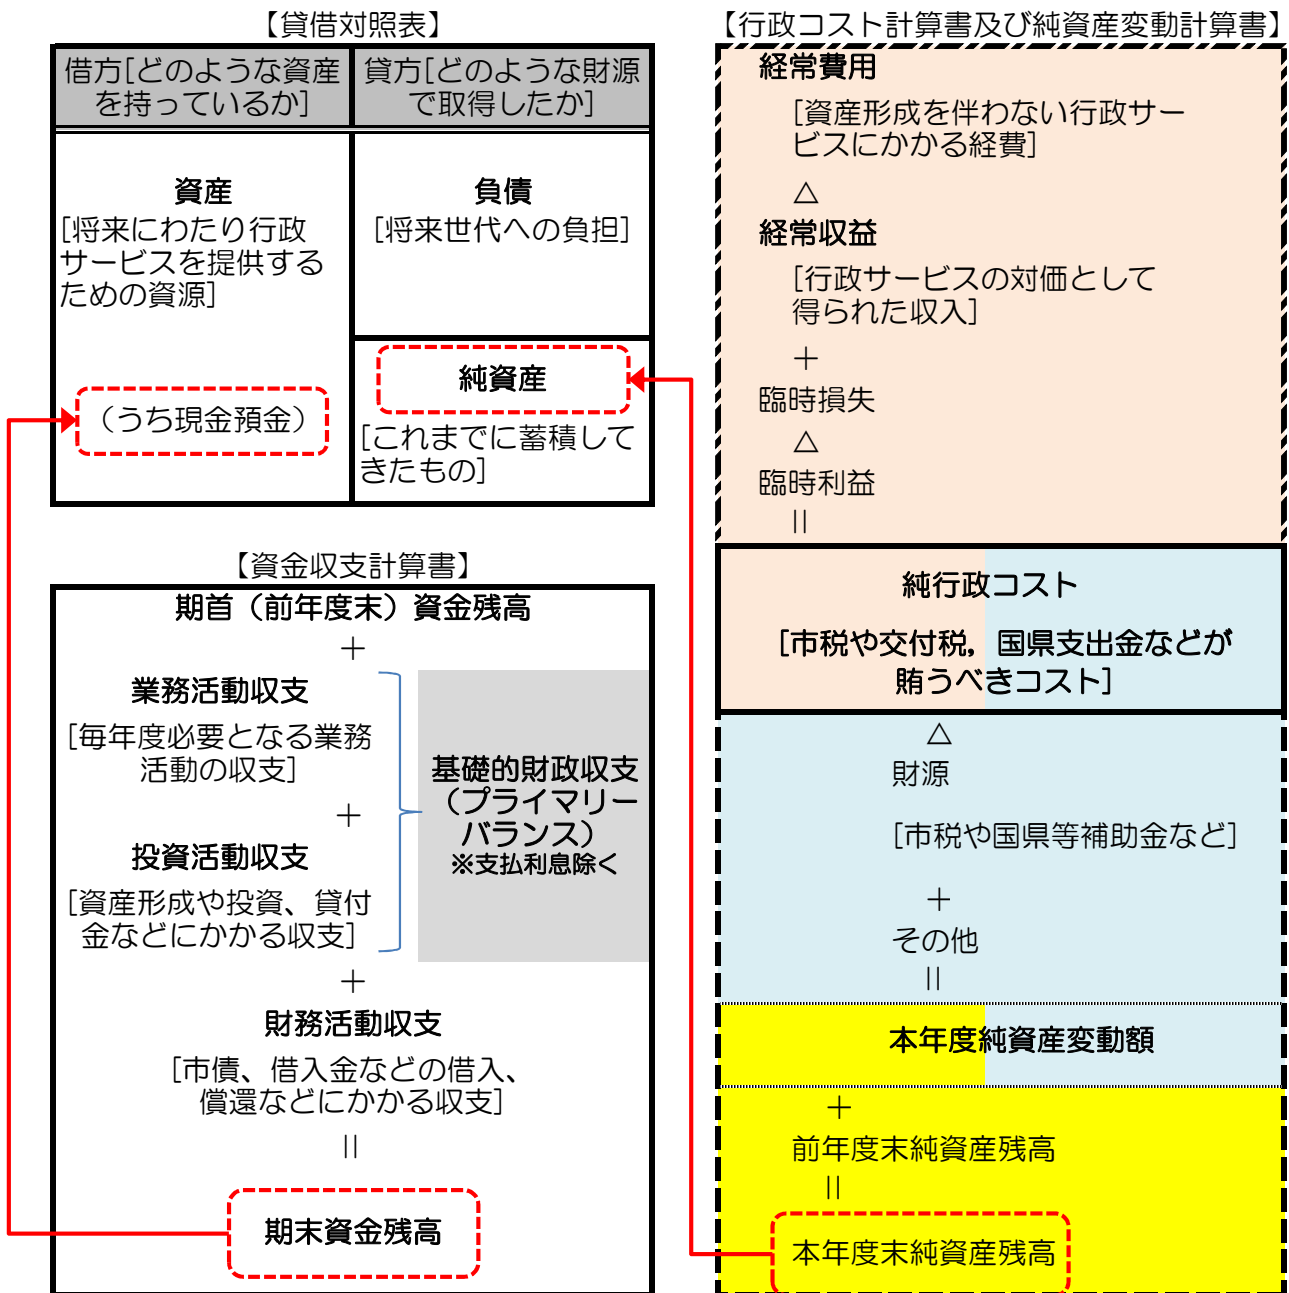 【貸借対照表】
借方[どのような資産
を持っているか]
貸方[どのような財源
で取得したか]
資産
[将来にわたり行政
サービスを提供する
ための資源]
（うち現金預金）
負債
[将来世代への負担]
純資産
[これまでに蓄積して
きたもの]
【資金収支計算書】
期首（前年度末）資金残高
＋
業務活動収支
[毎年度必要となる業務
活動の収支]
＋
投資活動収支
[資産形成や投資、貸付
金などにかかる収支]
基礎的財政収支
（プライマリー
バランス）
※支払利息除く
＋
財務活動収支
[市債、借入金などの借入、
償還などにかかる収支]
＝
期末資金残高
【行政コスト計算書及び純資産変動計算書】
経常費用
[資産形成を伴わない行政サー
ビスにかかる経費]
△
経常収益
[行政サービスの対価として
得られた収入]
＋
臨時損失
△
臨時利益
＝
純行政コスト
[市税や交付税，国県支出金などが
賄うべきコスト]
△
財源
[市税や国県等補助金など]
＋
その他
＝
本年度純資産変動額
＋
前年度末純資産残高
＝
本年度末純資産残高